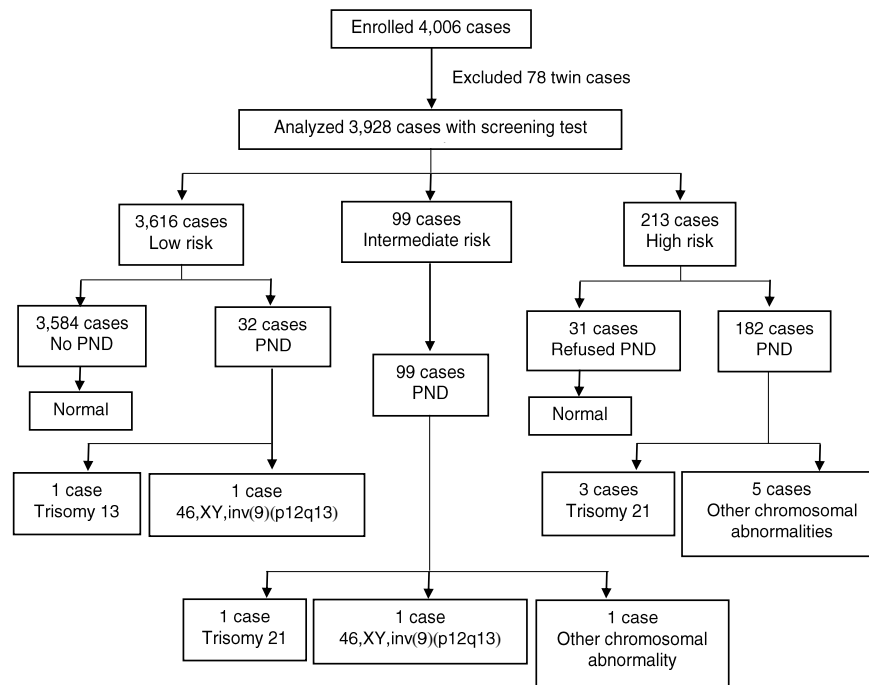 Enrolled 4,006 cases
Excluded 78 twin cases
Analyzed 3,928 cases with screening test
3,616 cases
Low risk
99 cases
Intermediate risk
213 cases
High risk
3,584 cases
No PND
32 cases
PND
99 cases
PND
31 cases
Refused PND
182 cases
PND
Normal
Normal
1 case
Trisomy 13
1 case
46,XY,inv(9)(p12q13)
3 cases
Trisomy 21
5 cases
Other chromosomal
abnormalities
1 case
Trisomy 21
1 case
46,XY,inv(9)(p12q13)
1 case
Other chromosomal
abnormality